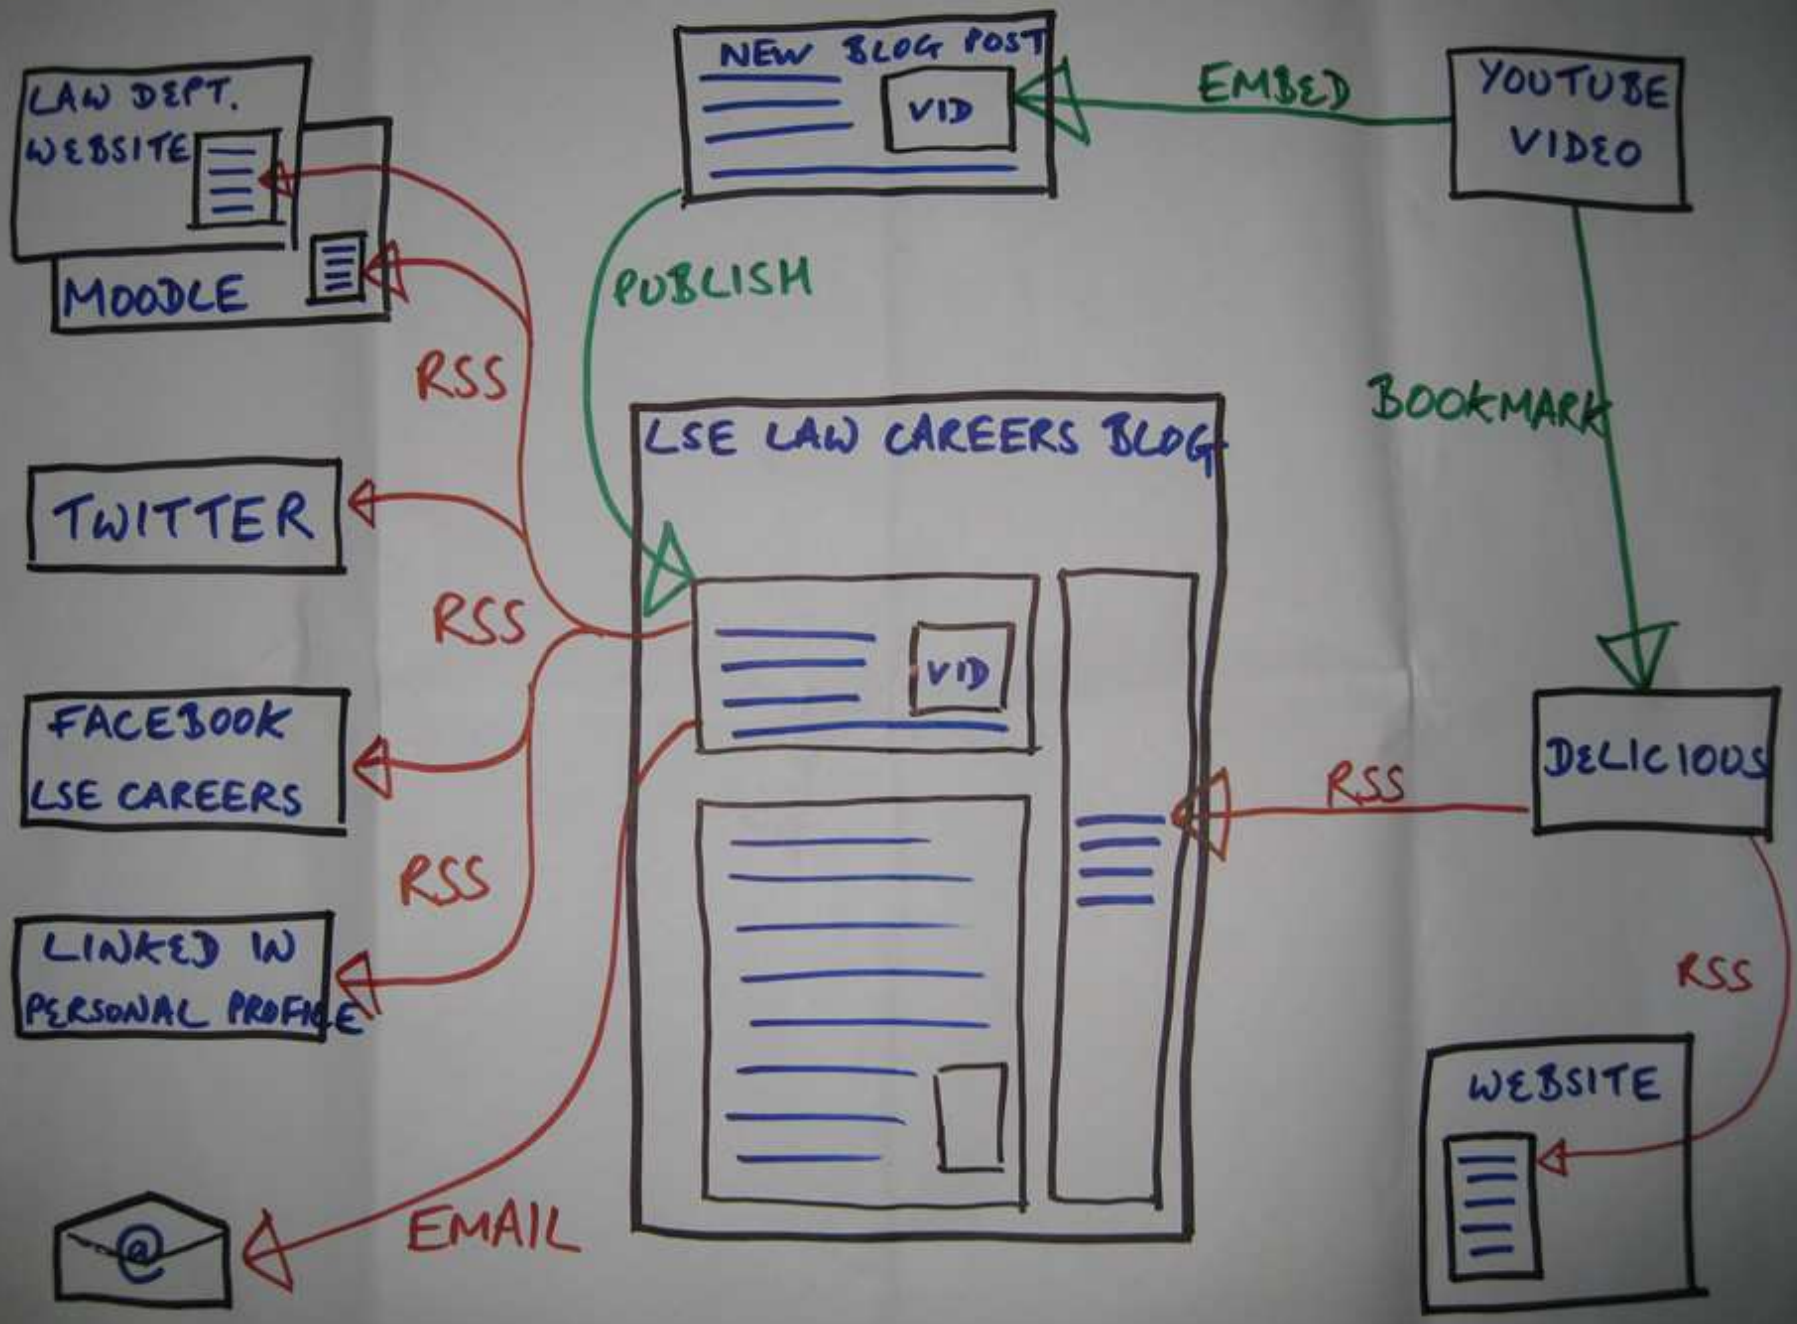 LAW DEPT.
WEBSITE
MOODLE
NEW BLOG POST
VID
EMBED
YOUTUBE
VIDEO
PUBLISH
RSS
BOOKMARK
LSE LAW CAREERS BLOG
TWITTER
RSS
VID
FACEBOOK
LSE CAREERS
DELICIOUS
RSS
RSS
LINKED IN
PERSONAL PROFILE
RSS
WEBSITE
EMAIL
@